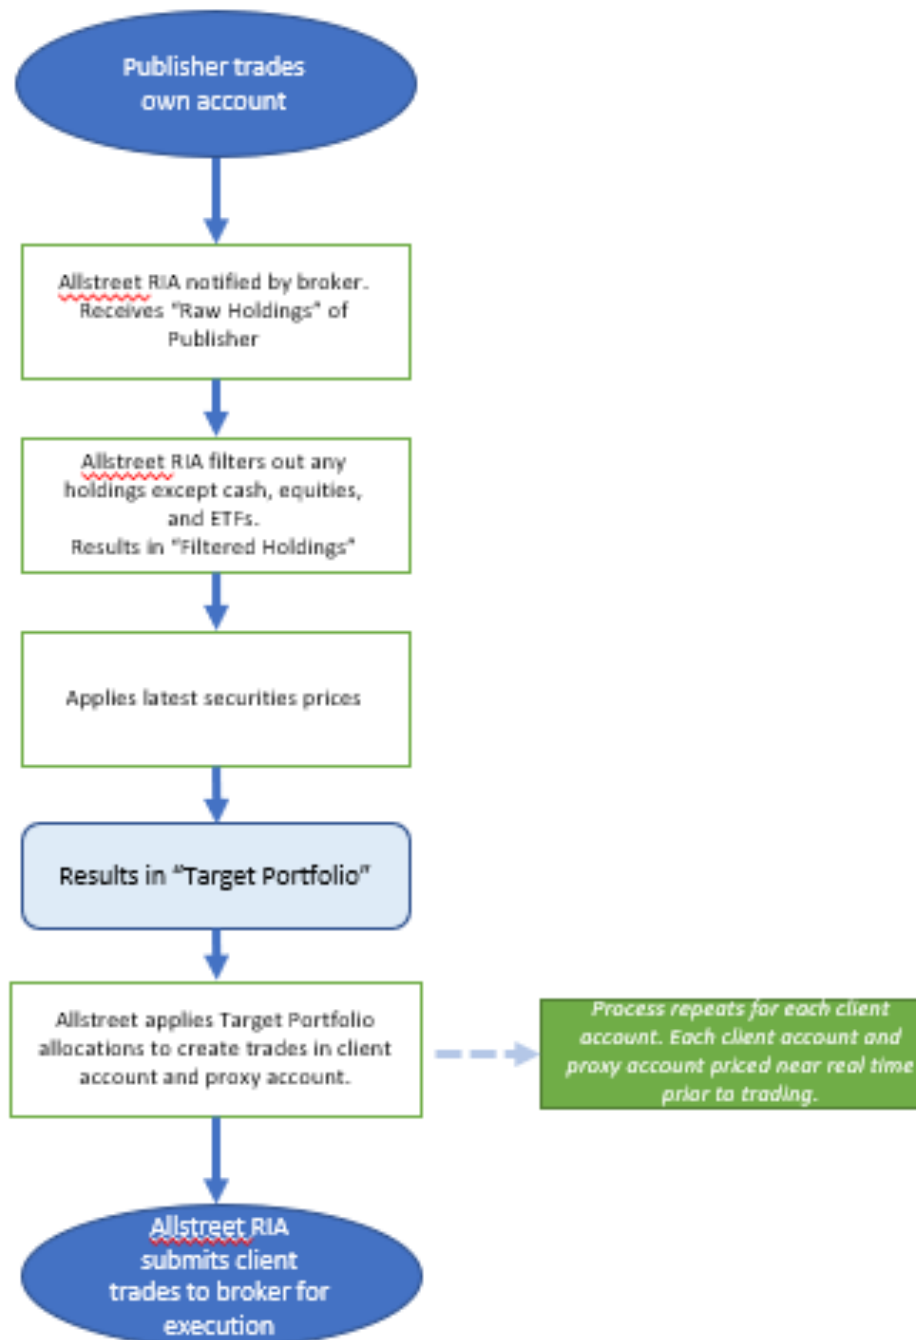 Publisher trades
own account
Allstreet RIA notified by broker.
Receives “Raw Holdings” of
Publisher
Allstreet RIA filters out any
holdings except cash, equities,
and ETFs.
Results in “Filtered Holdings”
Applies latest securities prices
Results in “Target Portfolio”
Allstreet applies Target Portfolio
allocations to create trades in client
account and proxy account.
Process repeats for each client
account. Each client account and
proxy account priced near real time
prior to trading.
Allstreet RIA
submits client
trades to broker for
execution